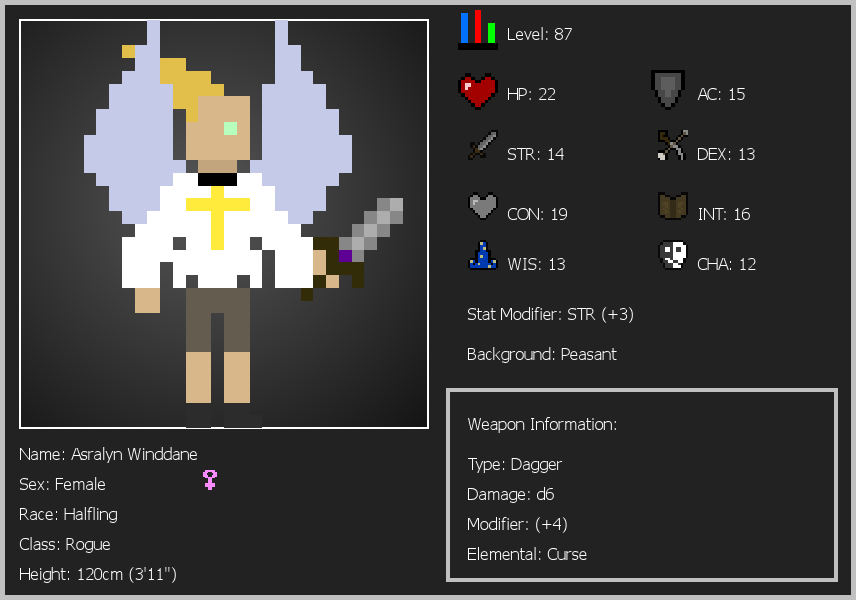 Level: 87
HP: 22
AC: 15
STR: 14
DEX: 13
CON: 19
INT: 16
WIS: 13
CHA: 12
Stat Modifier: STR (+3)
Background: Peasant
Weapon Information:
Type: Dagger
Damage: d6
Modifier: (+4)
Elemental: Curse
Name: Asralyn Winddane
Sex: Female
Race: Halfling
Class: Rogue
Height: 120cm (3'11")